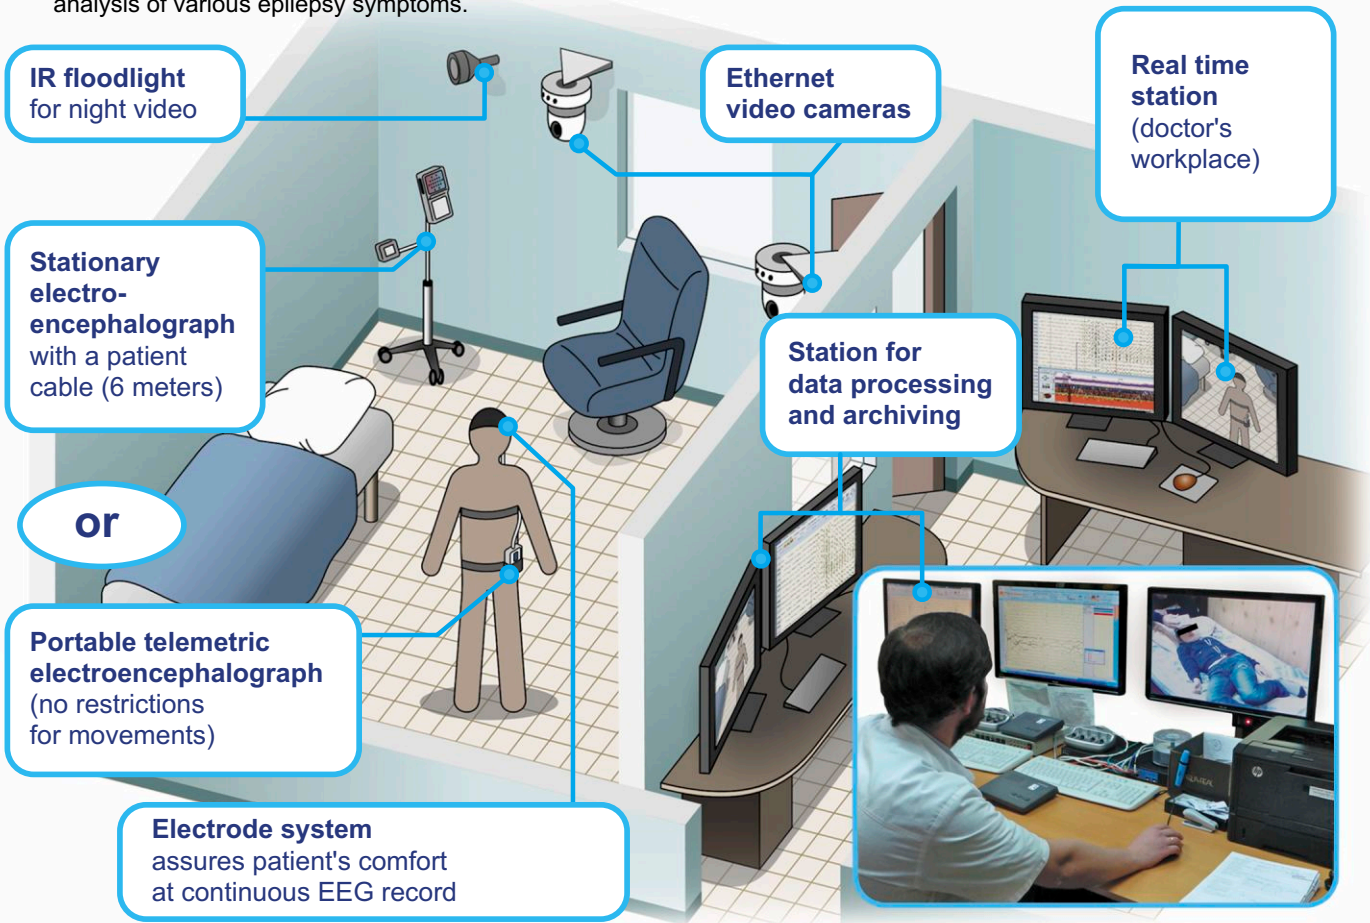 analysis of various epilepsy symptoms.
IR floodlight
for night video
Ethernet
video cameras
Real time
station
(doctor's
workplace)
Stationary
electro-
encephalograph
with a patient
cable (6 meters)
Station for
data processing
and archiving
or
Portable telemetric
electroencephalograph
(no restrictions
for movements)
Electrode system
assures patient's comfort
at continuous EEG record
hp